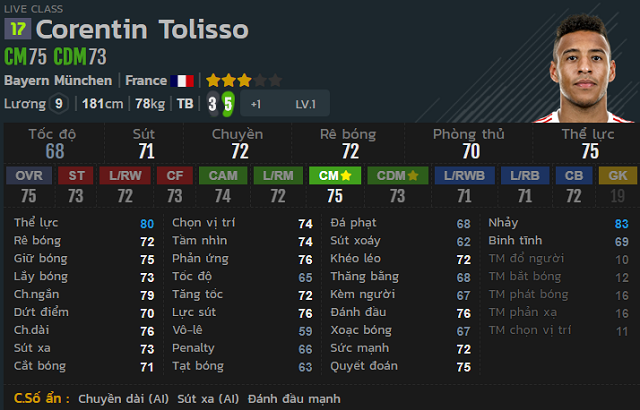 LIVE CLASS
17 Corentin Tolisso
CM 75 CDM 73
Bayern München | France
Lương 9 | 181cm | 78kg | TB | 3 5 +1 LV.1
Tốc độ Sút Chuyền Rê bóng Phòng thủ Thể lực
68 71 72 72 70 75
OVR ST L/RW CF CAM L/RM CM CDM L/RWB L/RB CB GK
75 73 72 73 74 72 75 73 71 71 72 19
Thể lực 80 Chọn vị trí 74 Đá phạt 68 Nhảy 83
Rê bóng 72 Tầm nhìn 74 Sút xoáy 62 Bình tĩnh 69
Giữ bóng 75 Phản ứng 76 Khéo léo 72 TM đổ người 10
Lấy bóng 73 Tốc độ 65 Thăng bằng 68 TM bắt bóng 12
Ch.ngắn 79 Tăng tốc 72 Kèm người 67 TM phát bóng 16
Dứt điểm 70 Lực sút 76 Đánh đầu 76 TM phản xạ 16
Ch.dài 76 Vô-lê 59 Xoạc bóng 67 TM chọn vị trí 11
Sút xa 73 Penalty 66 Sức mạnh 72
Cắt bóng 71 Tạt bóng 63 Quyết đoán 75
C.Số ẩn : Chuyền dài (AI) Sút xa (AI) Đánh đầu mạnh